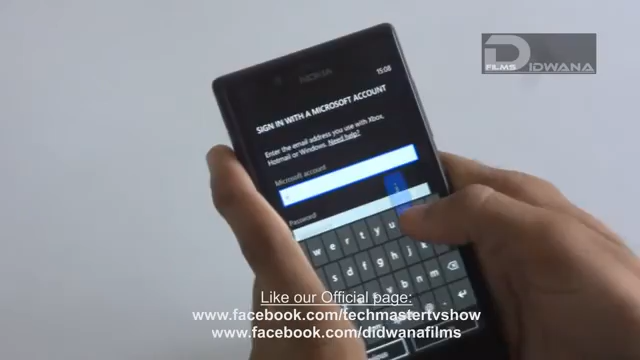 D
FILMS IDWANA
NOKIA
15:08
SIGN IN WITH A MICROSOFT ACCOUNT
Enter the email address you use with Xbox,
Hotmail or Windows. Need help?
Microsoft account
Password
w e r t y u
s d f g h j k
v b n m
Like our Official page:
www.facebook.com/techmastertvshow
www.facebook.com/didwanafilms